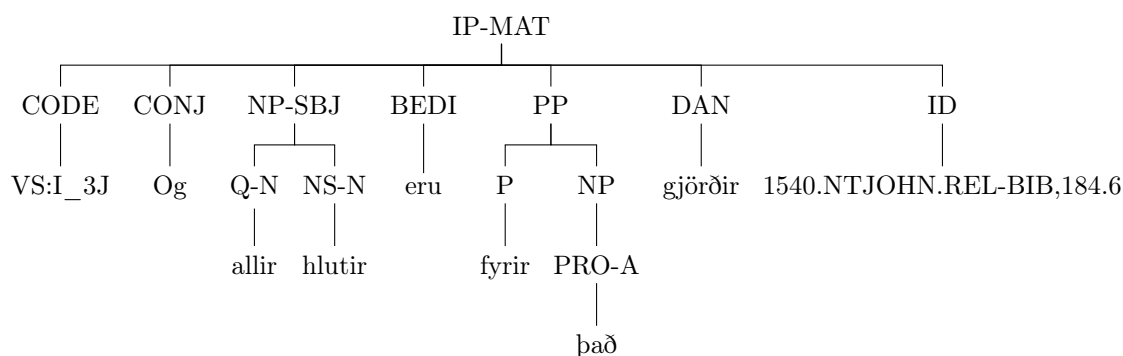 IP-MAT
CODE CONJ NP-SBJ BEDI PP DAN ID
VS:I_3J Og Q-N NS-N eru P NP gjörðir 1540.NTJOHN.REL-BIB,184.6
allir hlutir fyrir PRO-A
það